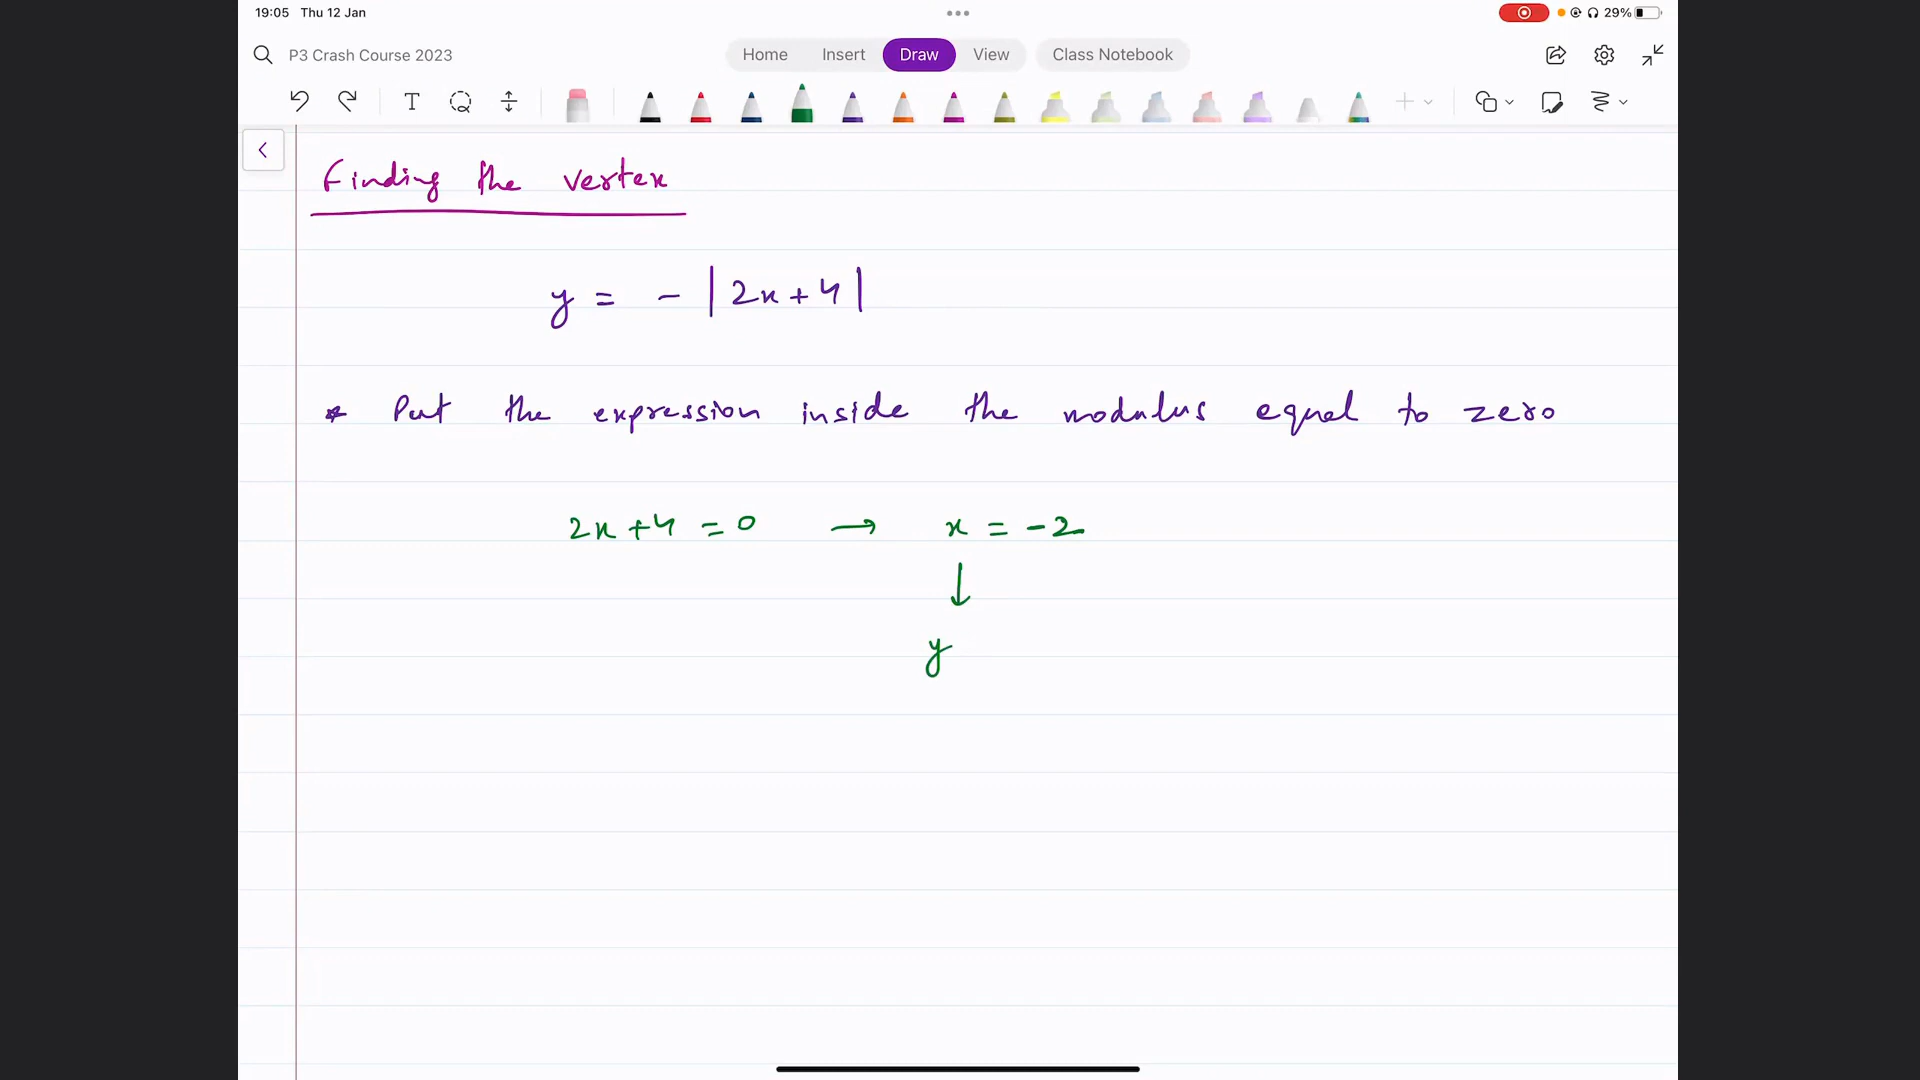 19:05 Thu 12 Jan 29%
P3 Crash Course 2023 Home Insert Draw View Class Notebook
T
Finding the vertex
y = - |2x+4|
* Put the expression inside the modulus equal to zero
2x+4 = 0 → x = -2
↓
y